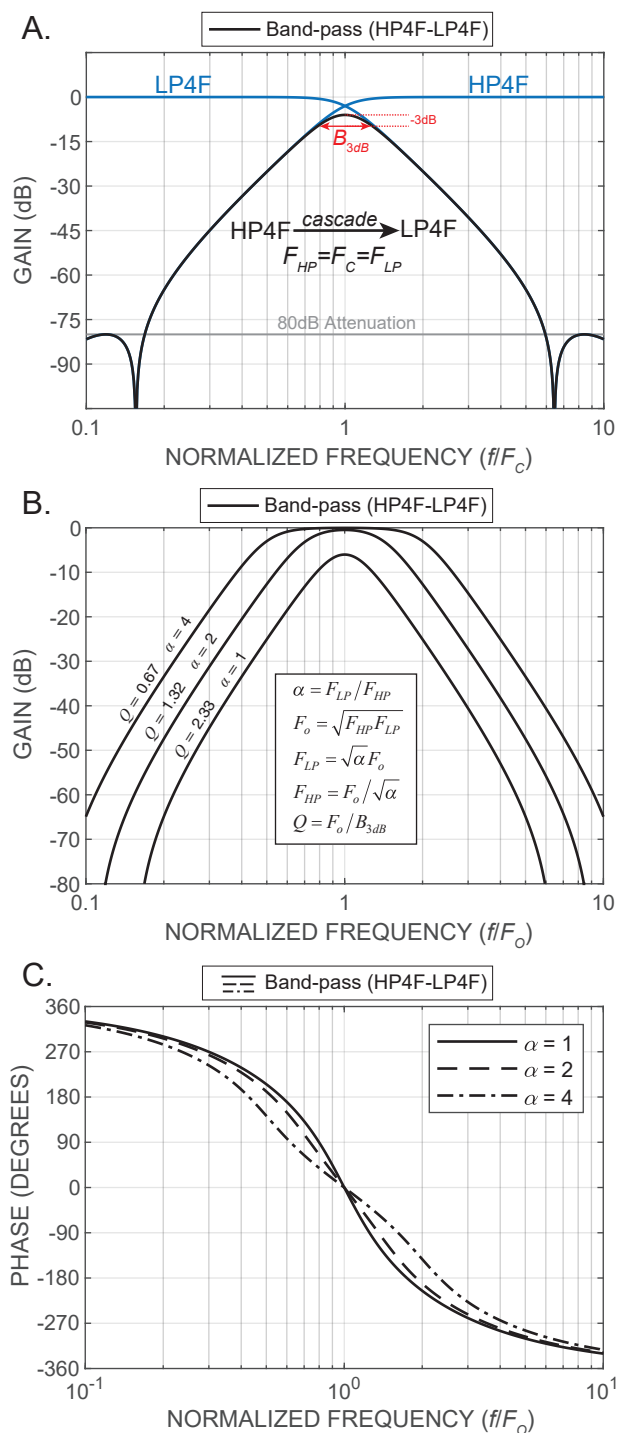 A.
Band-pass (HP4F-LP4F)
LP4F
HP4F
-3dB
B3dB
cascade
HP4F
LP4F
FHP=FC=FLP
80dB Attenuation
0
-15
-30
-45
-60
-75
-90
GAIN (dB)
0.1
1
10
NORMALIZED FREQUENCY (f/FC)
B.
Band-pass (HP4F-LP4F)
0
-10
-20
-30
-40
-50
-60
-70
-80
GAIN (dB)
Q = 0.67 α = 4
Q = 1.32 α = 2
Q = 2.33 α = 1
α = FLP/FHP
Fo = √FHPFLP
FLP = √αFo
FHP = Fo/√α
Q = Fo/B3dB
0.1
1
10
NORMALIZED FREQUENCY (f/FO)
C.
Band-pass (HP4F-LP4F)
360
270
180
90
0
-90
-180
-270
-360
PHASE (DEGREES)
α = 1
α = 2
α = 4
10-1
100
101
NORMALIZED FREQUENCY (f/FO)